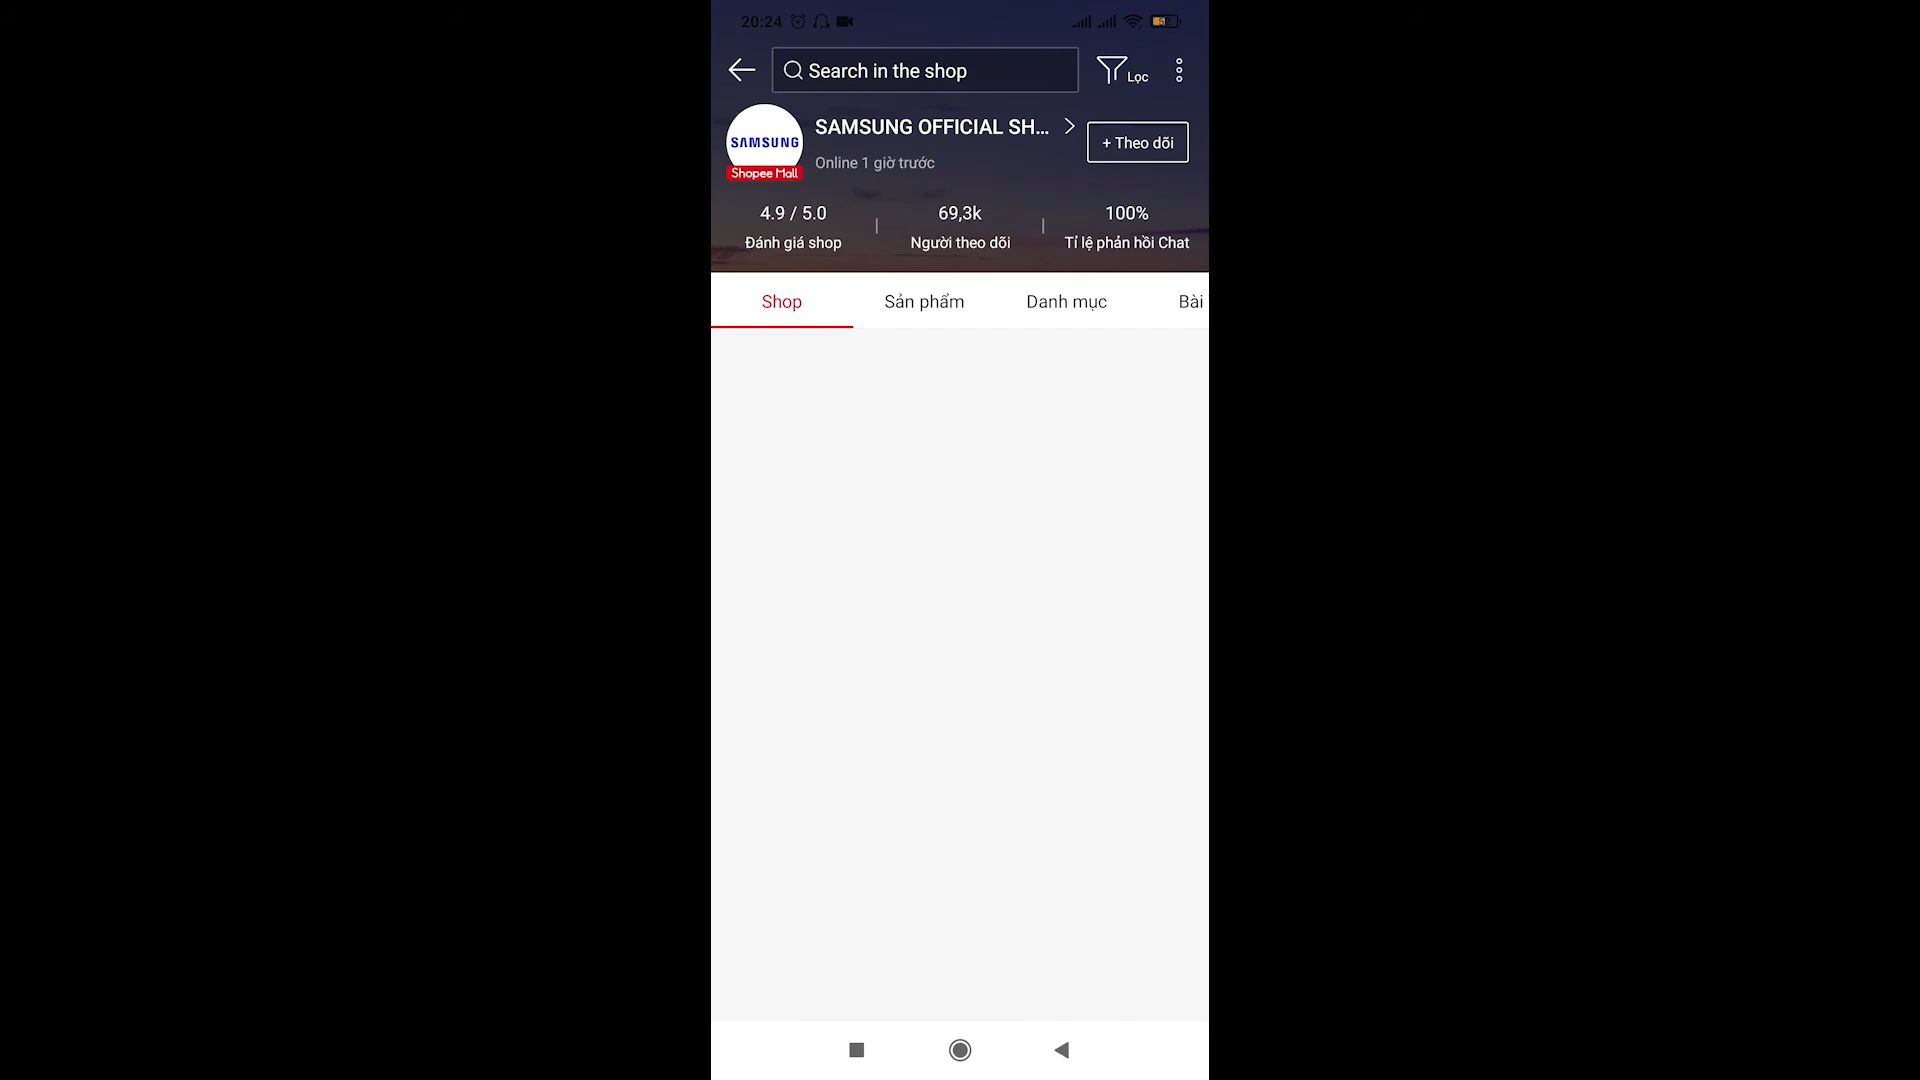 20:24
Search in the shop
Lọc
SAMSUNG
Shopee Mall
SAMSUNG OFFICIAL SH...
Online 1 giờ trước
+ Theo dõi
4.9 / 5.0
69,3k
100%
Đánh giá shop
Người theo dõi
Tỉ lệ phản hồi Chat
Shop
Sản phẩm
Danh mục
Bài